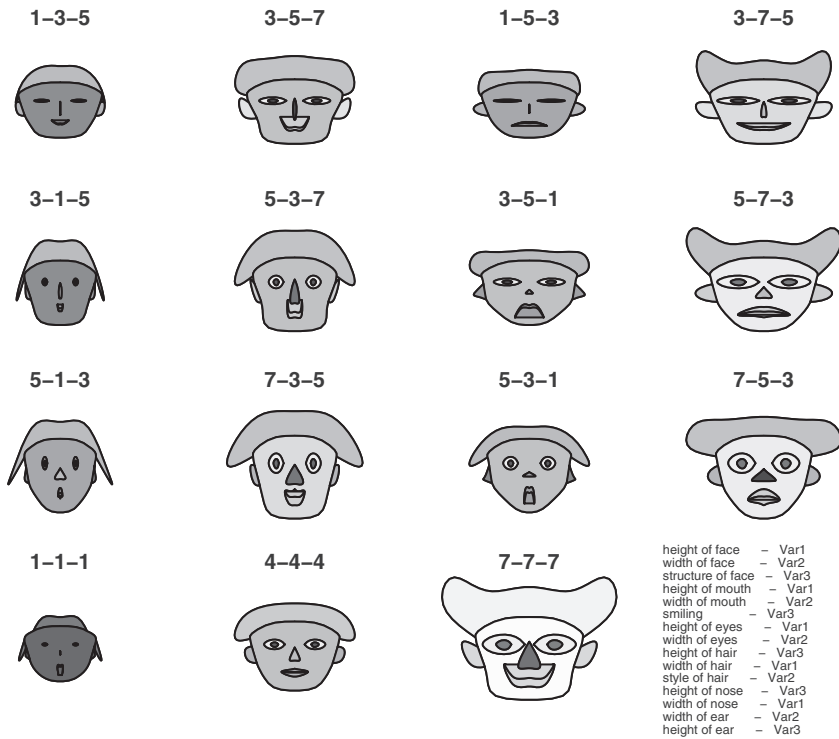 1–3–5 3–5–7 1–5–3 3–7–5
3–1–5 5–3–7 3–5–1 5–7–3
5–1–3 7–3–5 5–3–1 7–5–3
1–1–1 4–4–4 7–7–7
height of face – Var1
width of face – Var2
structure of face – Var3
height of mouth – Var1
width of mouth – Var2
smiling – Var3
height of eyes – Var1
width of eyes – Var2
height of hair – Var3
width of hair – Var1
style of hair – Var2
height of nose – Var3
width of nose – Var1
width of ear – Var2
height of ear – Var3